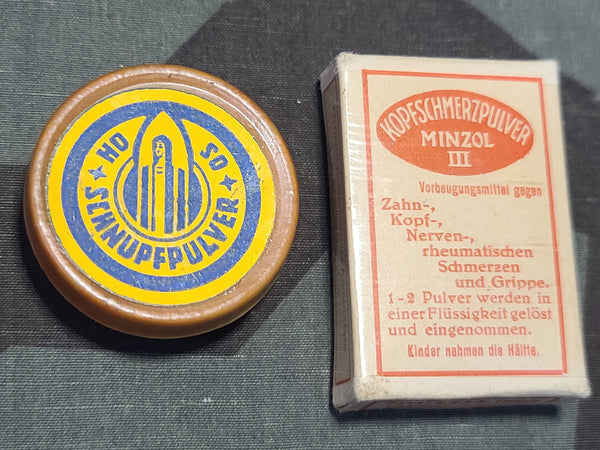 HO SO
SCHNUPFPULVER
KOPFSCHMERZPULVER
MINZOL
III
Vorbeugungsmittel gegen
Zahn-,
Kopf-,
Nerven-,
rheumatischen
Schmerzen
und Grippe.
1-2 Pulver werden in
einer Flüssigkeit gelöst
und eingenommen.
Kinder nehmen die Hälfte.